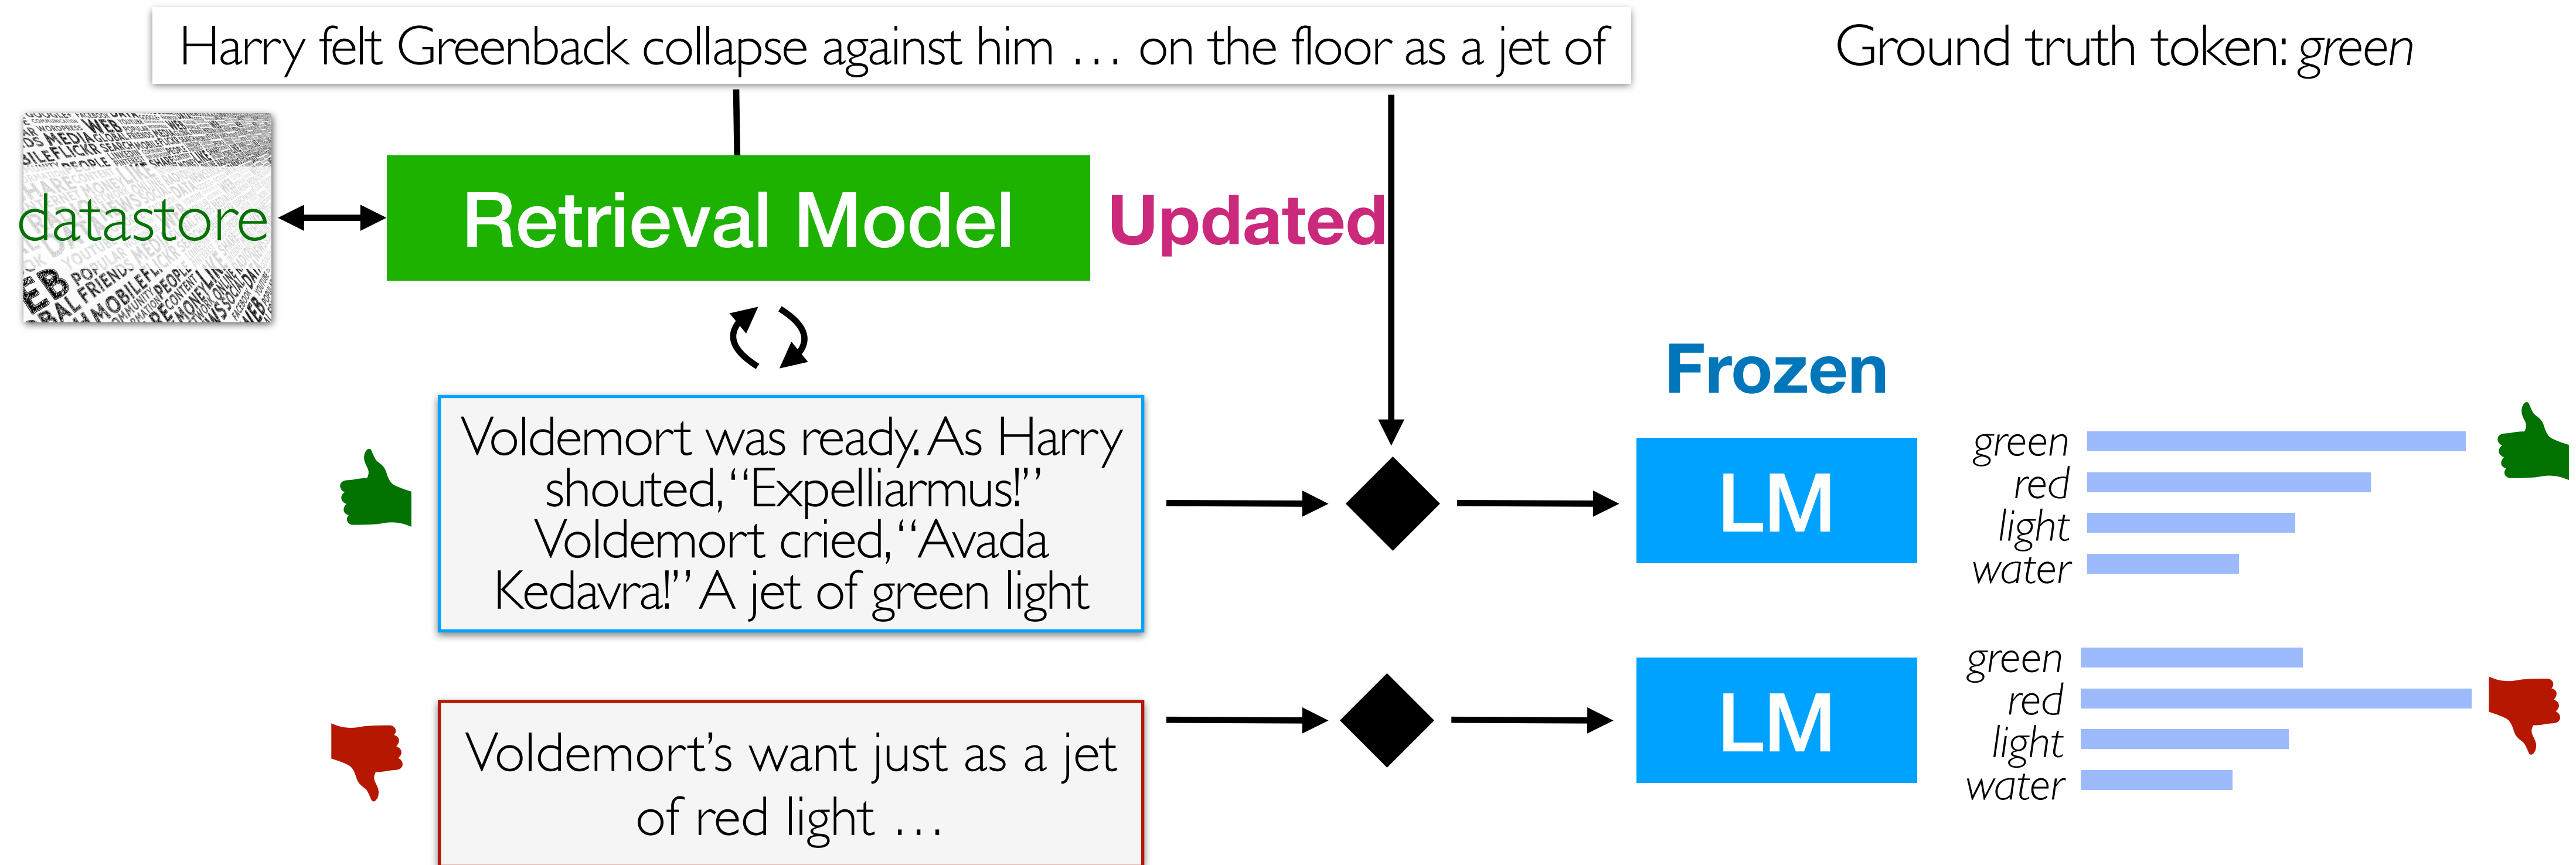 Harry felt Greenback collapse against him … on the floor as a jet of
Ground truth token: green
datastore
Retrieval Model
Updated
Frozen
Voldemort was ready. As Harry
shouted, “Expelliarmus!”
Voldemort cried, “Avada
Kedavra!” A jet of green light
LM
green
red
light
water
Voldemort’s want just as a jet
of red light …
LM
green
red
light
water